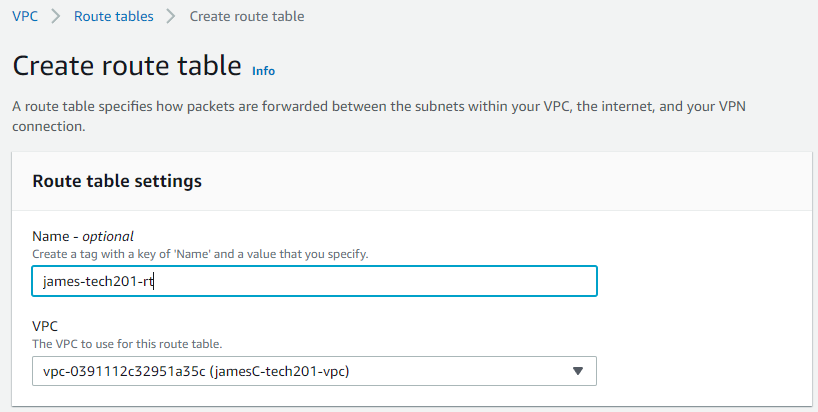 VPC > Route tables > Create route table
Create route table Info
A route table specifies how packets are forwarded between the subnets within your VPC, the internet, and your VPN
connection.
Route table settings
Name - optional
Create a tag with a key of 'Name' and a value that you specify.
james-tech201-rt
VPC
The VPC to use for this route table.
vpc-0391112c32951a35c (jamesC-tech201-vpc)